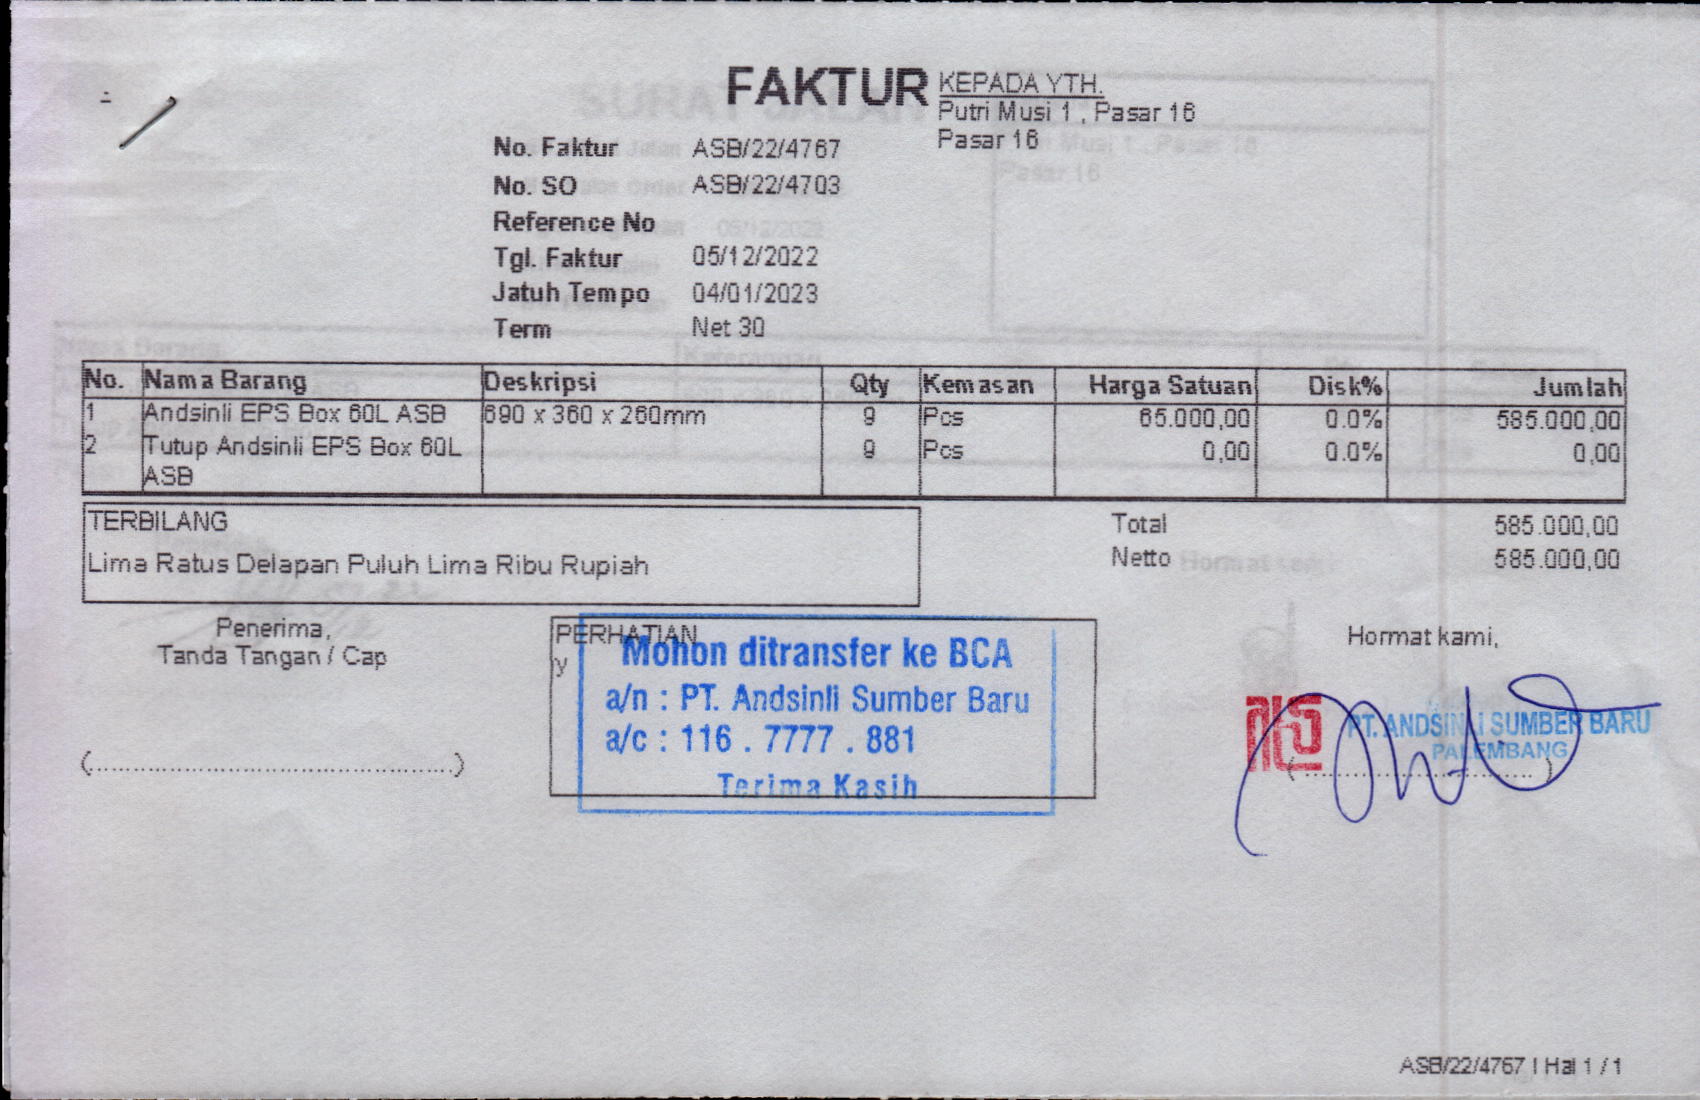 FAKTUR
KEPADA YTH.
Putri Musi 1 , Pasar 16
Pasar 16
No. Faktur ASB/22/4767
No. SO ASB/22/4703
Reference No
Tgl. Faktur 05/12/2022
Jatuh Tempo 04/01/2023
Term Net 30
No. Nama Barang Deskripsi Qty Kemasan Harga Satuan Disk% Jumlah
1 Andsinli EPS Box 60L ASB 690 x 360 x 260mm 9 Pcs 65.000,00 0.0% 585.000,00
2 Tutup Andsinli EPS Box 60L 9 Pcs 0,00 0.0% 0,00
ASB
TERBILANG
Lima Ratus Delapan Puluh Lima Ribu Rupiah
Total 585.000,00
Netto 585.000,00
Penerima,
Tanda Tangan / Cap
(................................................)
PERHATIAN
y
Mohon ditransfer ke BCA
a/n : PT. Andsinli Sumber Baru
a/c : 116 . 7777 . 881
Terima Kasih
Hormat kami,
PT. ANDSINLI SUMBER BARU
PALEMBANG
ASB/22/4767 | Hal 1 / 1